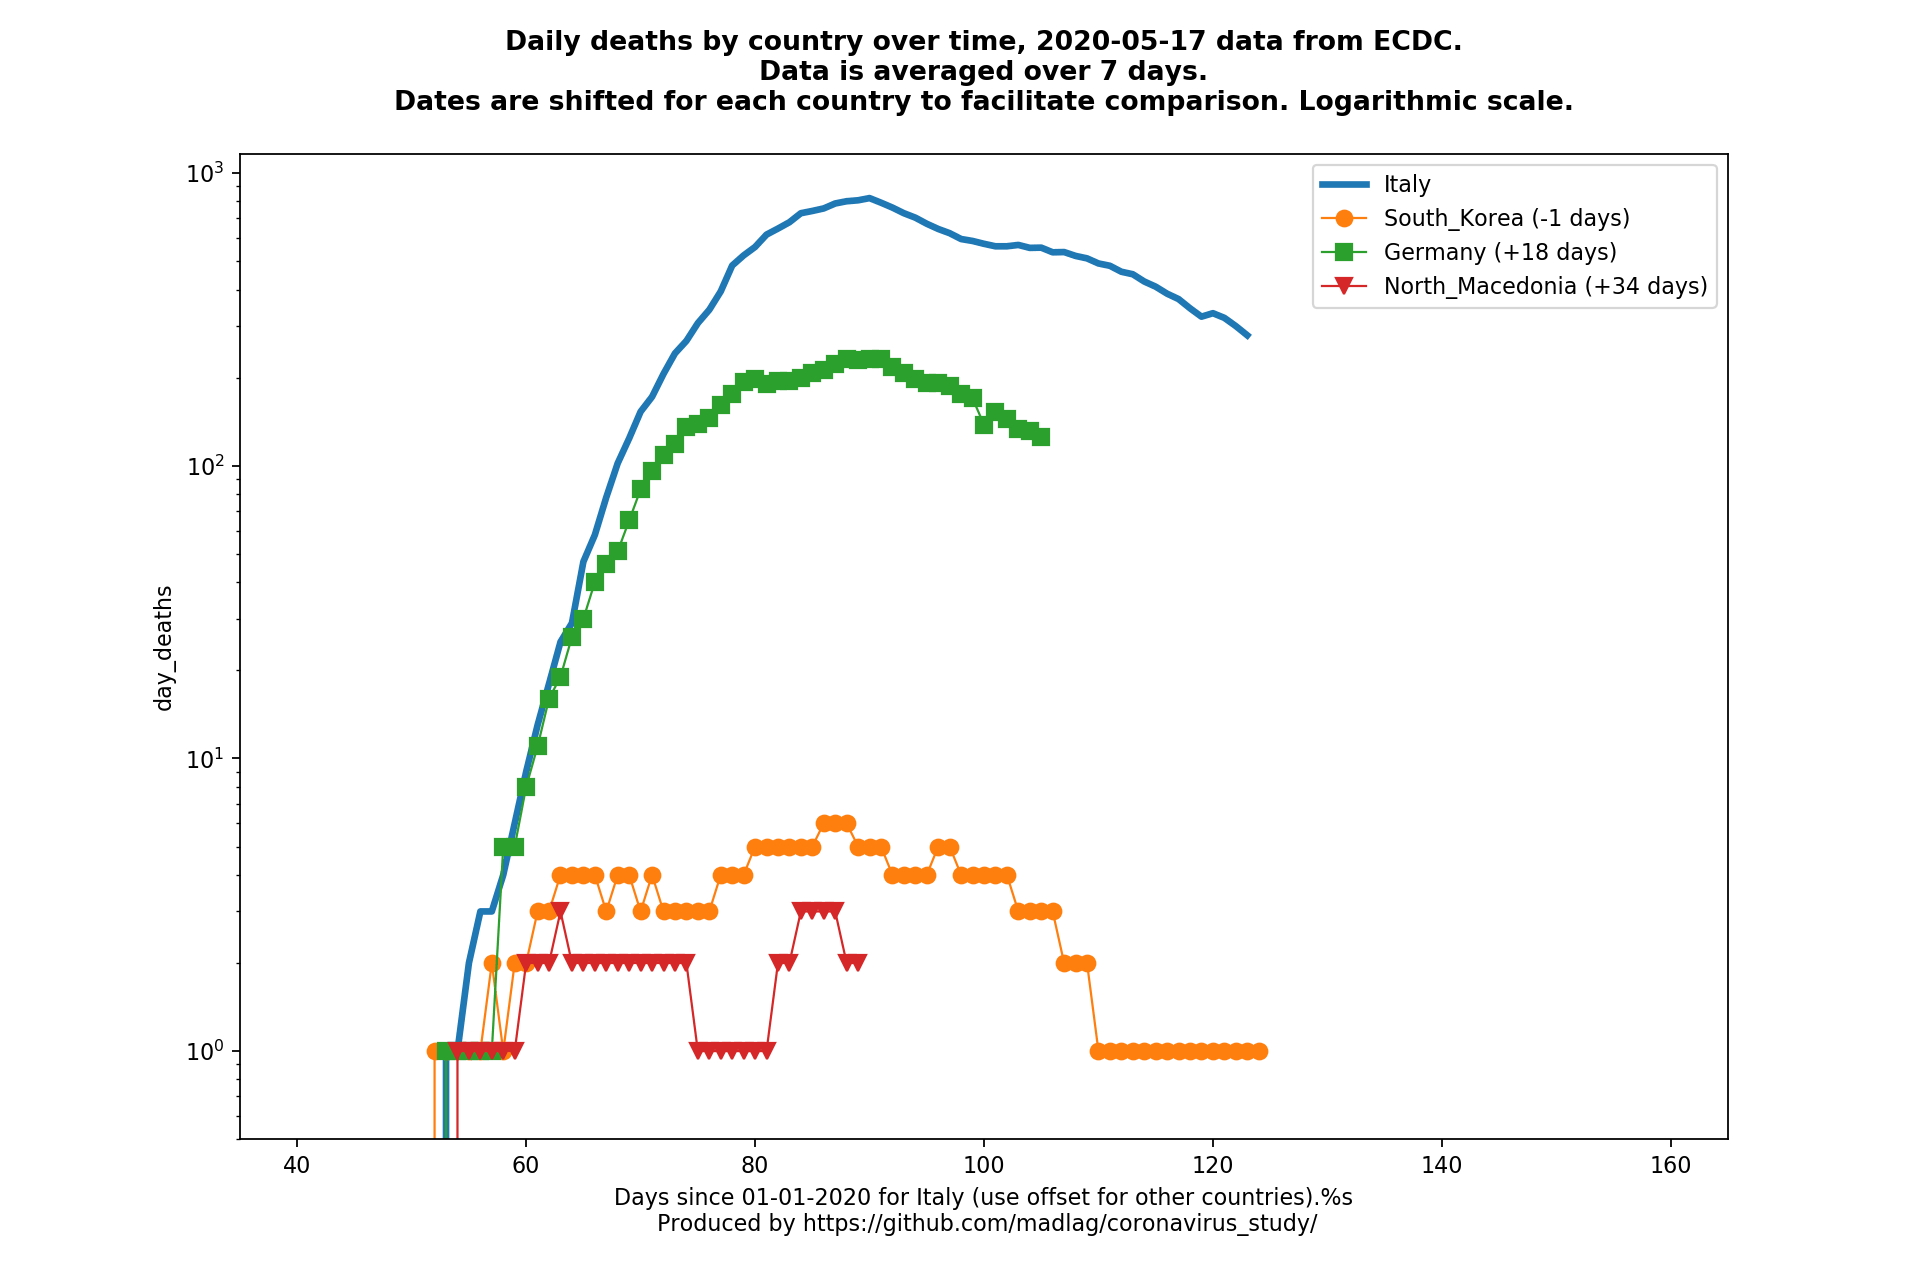 Daily deaths by country over time, 2020-05-17 data from ECDC.
Data is averaged over 7 days.
Dates are shifted for each country to facilitate comparison. Logarithmic scale.
10³
10²
10¹
10⁰
day_deaths
Italy
South_Korea (-1 days)
Germany (+18 days)
North_Macedonia (+34 days)
40 60 80 100 120 140 160
Days since 01-01-2020 for Italy (use offset for other countries).%s
Produced by https://github.com/madlag/coronavirus_study/